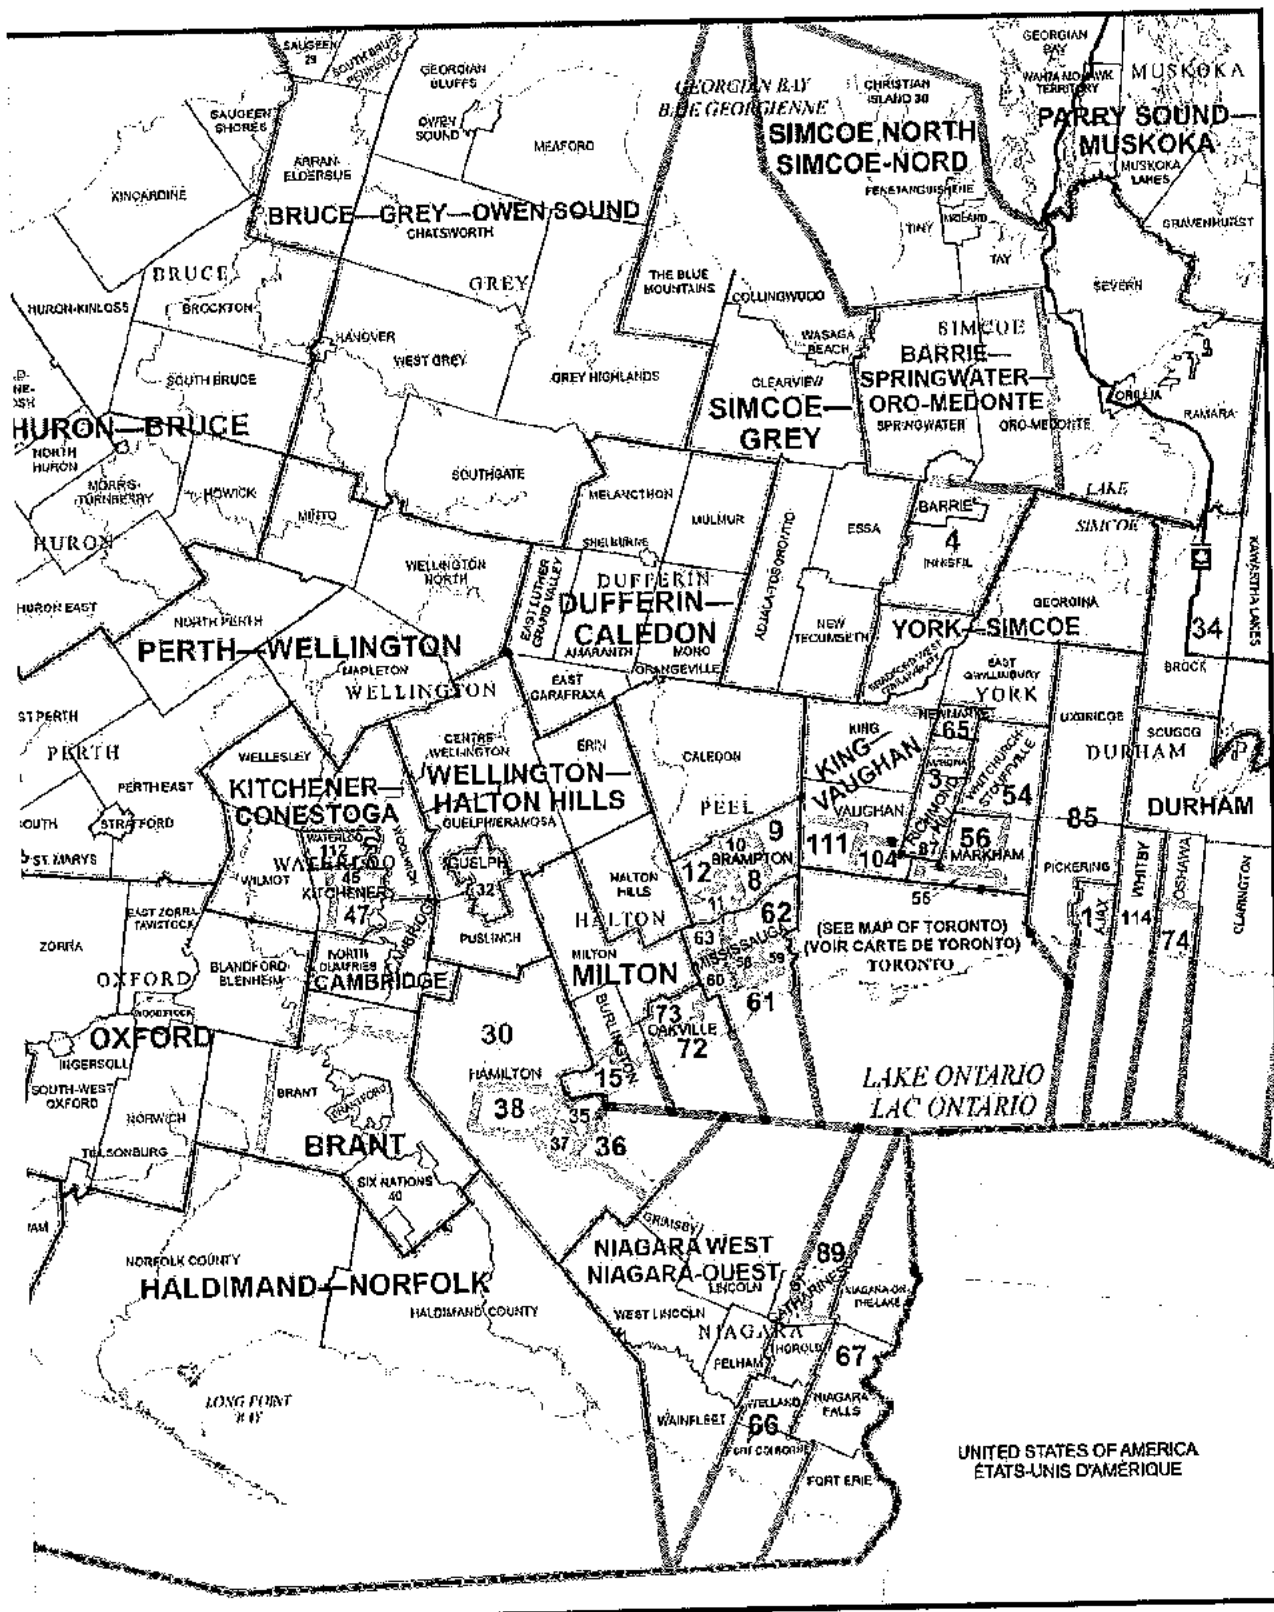 SAUGEEN
29
SOUTH BRUCE
PENINSULA
GEORGIAN
BLUFFS
GEORGIAN BAY
BAIE GEORGIENNE
CHRISTIAN
ISLAND 30
GEORGIAN
BAY
WAHTA MOHAWK
TERRITORY
MUSKOKA
SAUGEEN
SHORES
OWEN
SOUND
MEAFORD
SIMCOE NORTH
SIMCOE-NORD
PARRY SOUND—
MUSKOKA
MUSKOKA
LAKES
ARRAN-
ELDERSLIE
KINCARDINE
PENETANGUISHENE
MIDLAND
TINY
TAY
GRAVENHURST
BRUCE—GREY—OWEN SOUND
CHATSWORTH
BRUCE
GREY
THE BLUE
MOUNTAINS
COLLINGWOOD
SEVERN
HURON-KINLOSS
BROCKTON
HANOVER
WEST GREY
WASAGA
BEACH
SIMCOE
BARRIE—
SPRINGWATER—
ORO-MEDONTE
SPRINGWATER
ORO-MEDONTE
SOUTH BRUCE
GREY HIGHLANDS
CLEARVIEW
SIMCOE—
GREY
ORILLIA
RAMARA
HURON—BRUCE
NORTH
HURON
MORRIS-
TURNBERRY
HOWICK
MINTO
SOUTHGATE
MELANCTHON
MULMUR
ADJALA-TOSORONTIO
ESSA
BARRIE
4
INNISFIL
LAKE
SIMCOE
HURON
WELLINGTON
NORTH
SHELBURNE
EAST LUTHER
GRAND VALLEY
DUFFERIN
DUFFERIN—
CALEDON
AMARANTH
MONO
ORANGEVILLE
NEW
TECUMSETH
GEORGINA
KAWARTHA LAKES
34
HURON EAST
NORTH PERTH
PERTH—WELLINGTON
MAPLETON
WELLINGTON
EAST
GARAFRAXA
YORK—SIMCOE
BRADFORD WEST
GWILLIMBURY
EAST
GWILLIMBURY
YORK
BROCK
ST PERTH
PERTH
WELLESLEY
CENTRE
WELLINGTON
ERIN
CALEDON
KING
KING—
VAUGHAN
VAUGHAN
NEWMARKET
65
AURORA
3
WHITCHURCH-
STOUFFVILLE
54
UXBRIDGE
SCUGOG
DURHAM
DURHAM
PERTH EAST
KITCHENER—
CONESTOGA
WELLINGTON—
HALTON HILLS
GUELPH/ERAMOSA
PEEL
OUTH
STRATFORD
ST. MARYS
WATERLOO
112
WATERLOO
WOOLWICH
45
KITCHENER
47
WILMOT
GUELPH
32
HALTON
HILLS
HALTON
9
10
BRAMPTON
12
8
11
111
104
RICHMOND
HILL
87
56
MARKHAM
55
85
PICKERING
1
AJAX
WHITBY
114
OSHAWA
74
CLARINGTON
EAST ZORRA-
TAVISTOCK
ZORRA
OXFORD
BLANDFORD-
BLENHEIM
NORTH
DUMFRIES
CAMBRIDGE
CAMBRIDGE
PUSLINCH
MILTON
MILTON
62
63
MISSISSAUGA
58
59
60
61
(SEE MAP OF TORONTO)
(VOIR CARTE DE TORONTO)
TORONTO
WOODSTOCK
OXFORD
INGERSOLL
SOUTH-WEST
OXFORD
NORWICH
TILLSONBURG
BRANT
BRANTFORD
BRANT
SIX NATIONS
40
30
HAMILTON
38
35
37
36
BURLINGTON
15
73
OAKVILLE
72
LAKE ONTARIO
LAC ONTARIO
NORFOLK COUNTY
HALDIMAND—NORFOLK
HALDIMAND COUNTY
LONG POINT
BAY
GRIMSBY
NIAGARA WEST
NIAGARA-OUEST
LINCOLN
WEST LINCOLN
NIAGARA
PELHAM
89
ST.
CATHARINES
NIAGARA-ON-
THE-LAKE
THOROLD
67
NIAGARA
FALLS
WELLAND
66
PORT COLBORNE
WAINFLEET
FORT ERIE
UNITED STATES OF AMERICA
ÉTATS-UNIS D'AMÉRIQUE